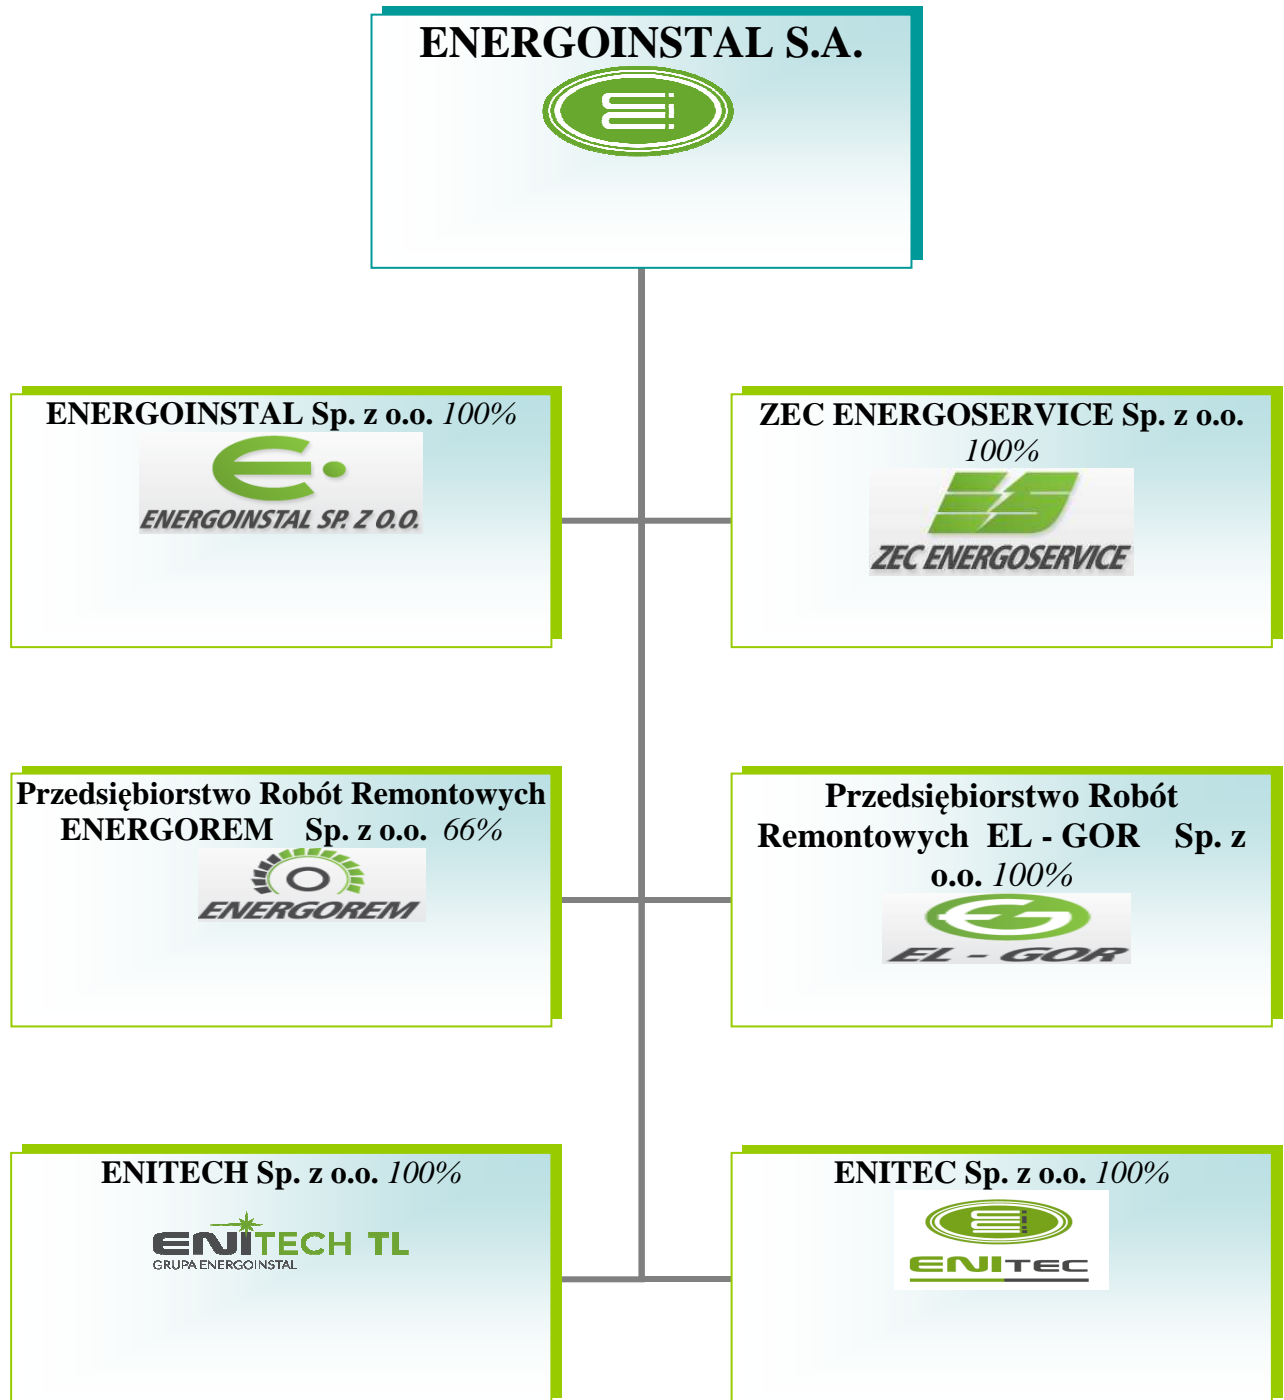 ENERGOINSTAL S.A.
ENERGOINSTAL Sp. z o.o. 100%
ENERGOINSTAL SP. Z O.O.
ZEC ENERGOSERVICE Sp. z o.o.
100%
ZEC ENERGOSERVICE
Przedsiębiorstwo Robót Remontowych
ENERGOREM Sp. z o.o. 66%
ENERGOREM
Przedsiębiorstwo Robót
Remontowych EL - GOR Sp. z
o.o. 100%
EL - GOR
ENITECH Sp. z o.o. 100%
ENITECH TL
GRUPA ENERGOINSTAL
ENITEC Sp. z o.o. 100%
ENITEC